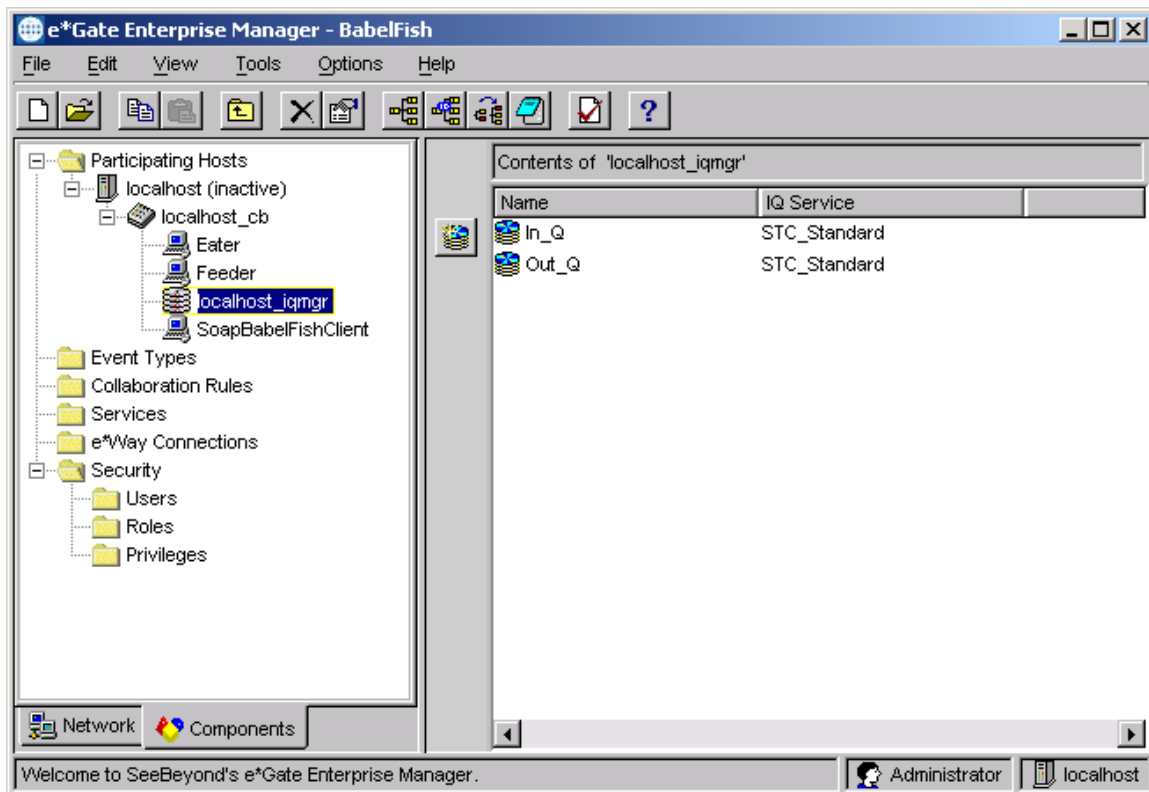 e*Gate Enterprise Manager - BabelFish
File Edit View Tools Options Help
?
Participating Hosts
localhost (inactive)
localhost_cb
Eater
Feeder
localhost_iqmgr
SoapBabelFishClient
Event Types
Collaboration Rules
Services
e*Way Connections
Security
Users
Roles
Privileges
Network Components
Contents of 'localhost_iqmgr'
Name IQ Service
In_Q STC_Standard
Out_Q STC_Standard
Welcome to SeeBeyond's e*Gate Enterprise Manager. Administrator localhost